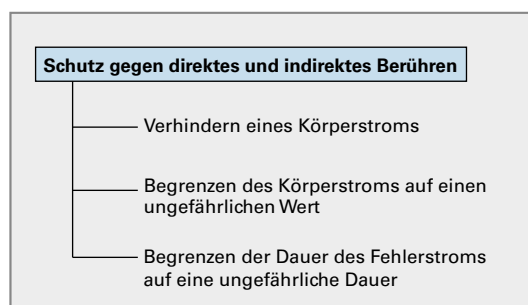 Schutz gegen direktes und indirektes Berühren
Verhindern eines Körperstroms
Begrenzen des Körperstroms auf einen
ungefährlichen Wert
Begrenzen der Dauer des Fehlerstroms
auf eine ungefährliche Dauer